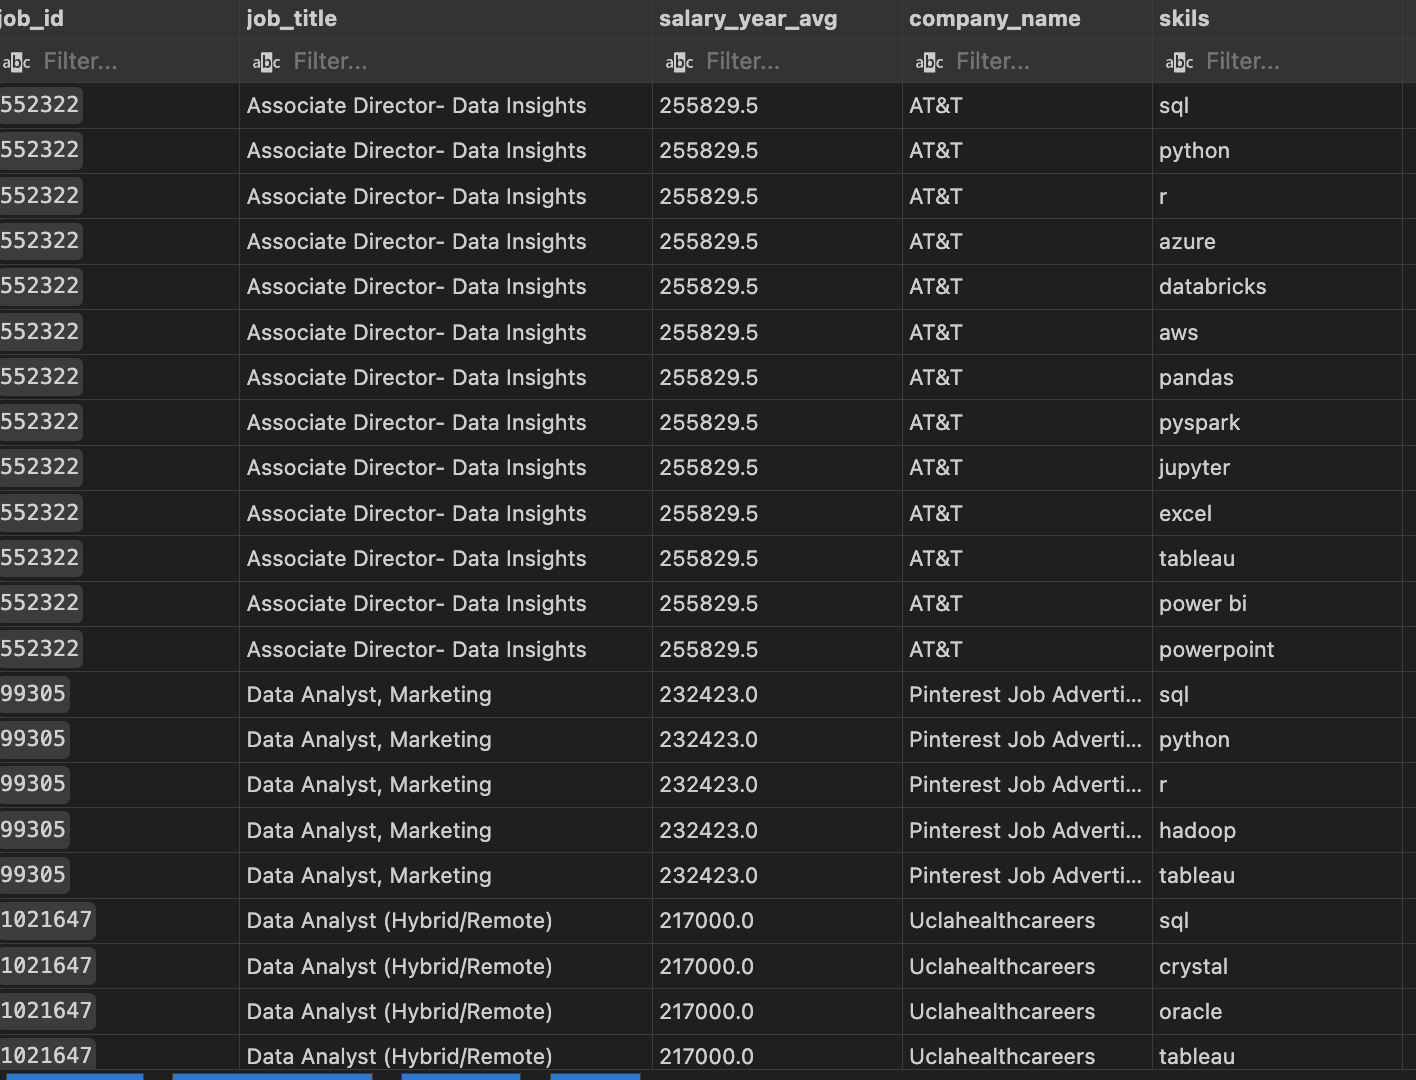 job_id job_title salary_year_avg company_name skils
abc Filter... abc Filter... abc Filter... abc Filter... abc Filter...
552322 Associate Director- Data Insights 255829.5 AT&T sql
552322 Associate Director- Data Insights 255829.5 AT&T python
552322 Associate Director- Data Insights 255829.5 AT&T r
552322 Associate Director- Data Insights 255829.5 AT&T azure
552322 Associate Director- Data Insights 255829.5 AT&T databricks
552322 Associate Director- Data Insights 255829.5 AT&T aws
552322 Associate Director- Data Insights 255829.5 AT&T pandas
552322 Associate Director- Data Insights 255829.5 AT&T pyspark
552322 Associate Director- Data Insights 255829.5 AT&T jupyter
552322 Associate Director- Data Insights 255829.5 AT&T excel
552322 Associate Director- Data Insights 255829.5 AT&T tableau
552322 Associate Director- Data Insights 255829.5 AT&T power bi
552322 Associate Director- Data Insights 255829.5 AT&T powerpoint
99305 Data Analyst, Marketing 232423.0 Pinterest Job Adverti... sql
99305 Data Analyst, Marketing 232423.0 Pinterest Job Adverti... python
99305 Data Analyst, Marketing 232423.0 Pinterest Job Adverti... r
99305 Data Analyst, Marketing 232423.0 Pinterest Job Adverti... hadoop
99305 Data Analyst, Marketing 232423.0 Pinterest Job Adverti... tableau
1021647 Data Analyst (Hybrid/Remote) 217000.0 Uclahealthcareers sql
1021647 Data Analyst (Hybrid/Remote) 217000.0 Uclahealthcareers crystal
1021647 Data Analyst (Hybrid/Remote) 217000.0 Uclahealthcareers oracle
1021647 Data Analyst (Hybrid/Remote) 217000.0 Uclahealthcareers tableau